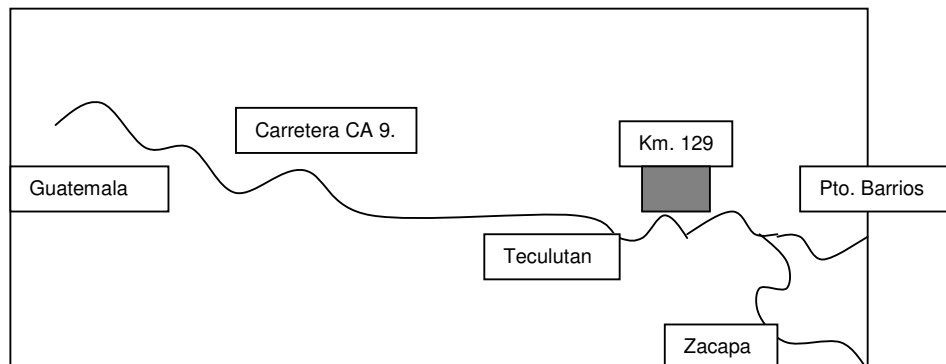 Carretera CA 9.
Km. 129
Guatemala
Pto. Barrios
Teculutan
Zacapa